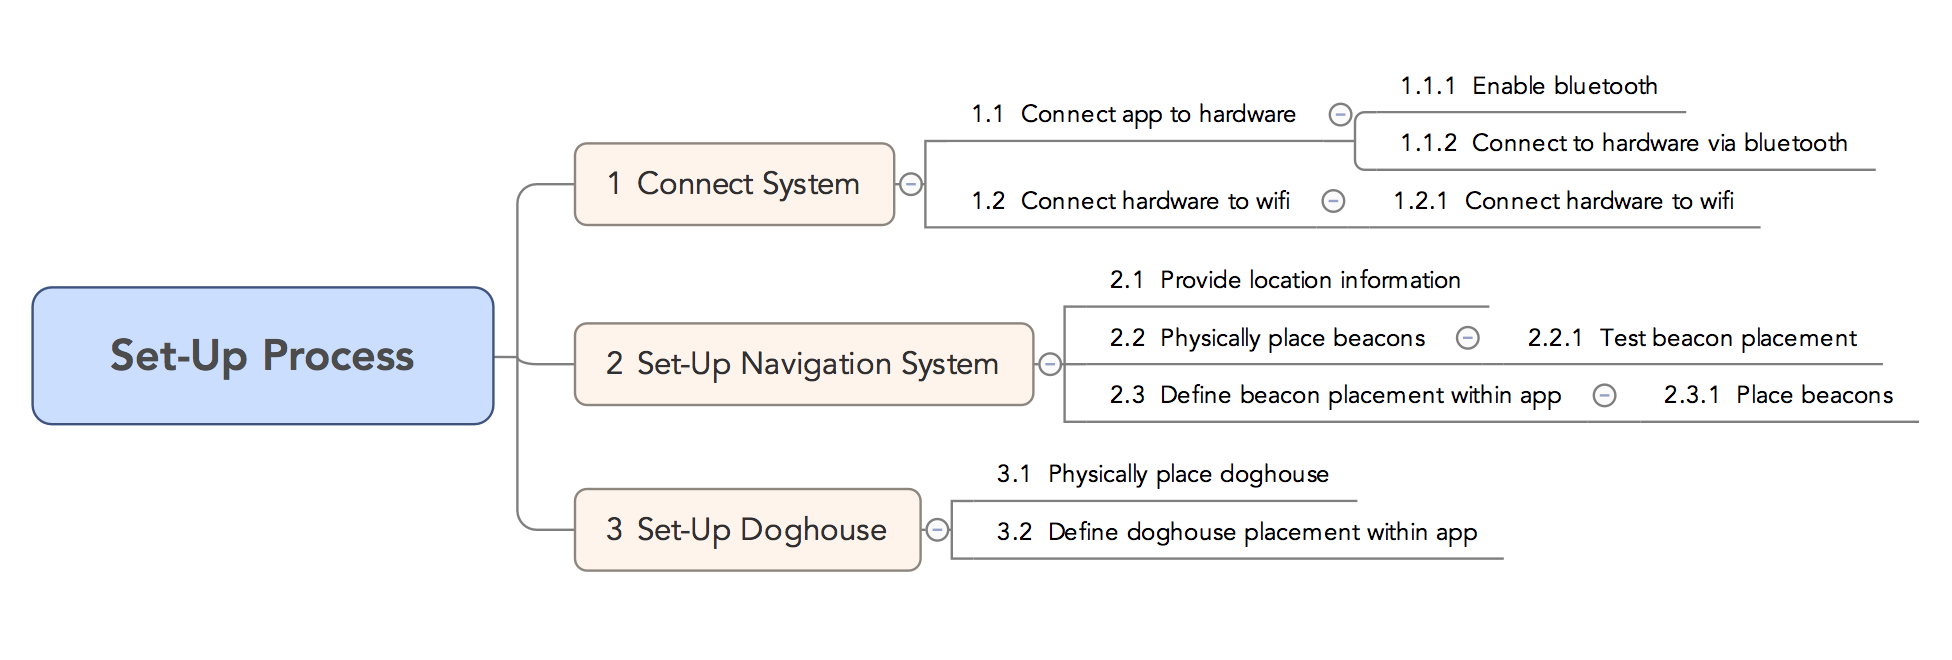 Set-Up Process
1 Connect System
1.1 Connect app to hardware
1.1.1 Enable bluetooth
1.1.2 Connect to hardware via bluetooth
1.2 Connect hardware to wifi
1.2.1 Connect hardware to wifi
2 Set-Up Navigation System
2.1 Provide location information
2.2 Physically place beacons
2.2.1 Test beacon placement
2.3 Define beacon placement within app
2.3.1 Place beacons
3 Set-Up Doghouse
3.1 Physically place doghouse
3.2 Define doghouse placement within app